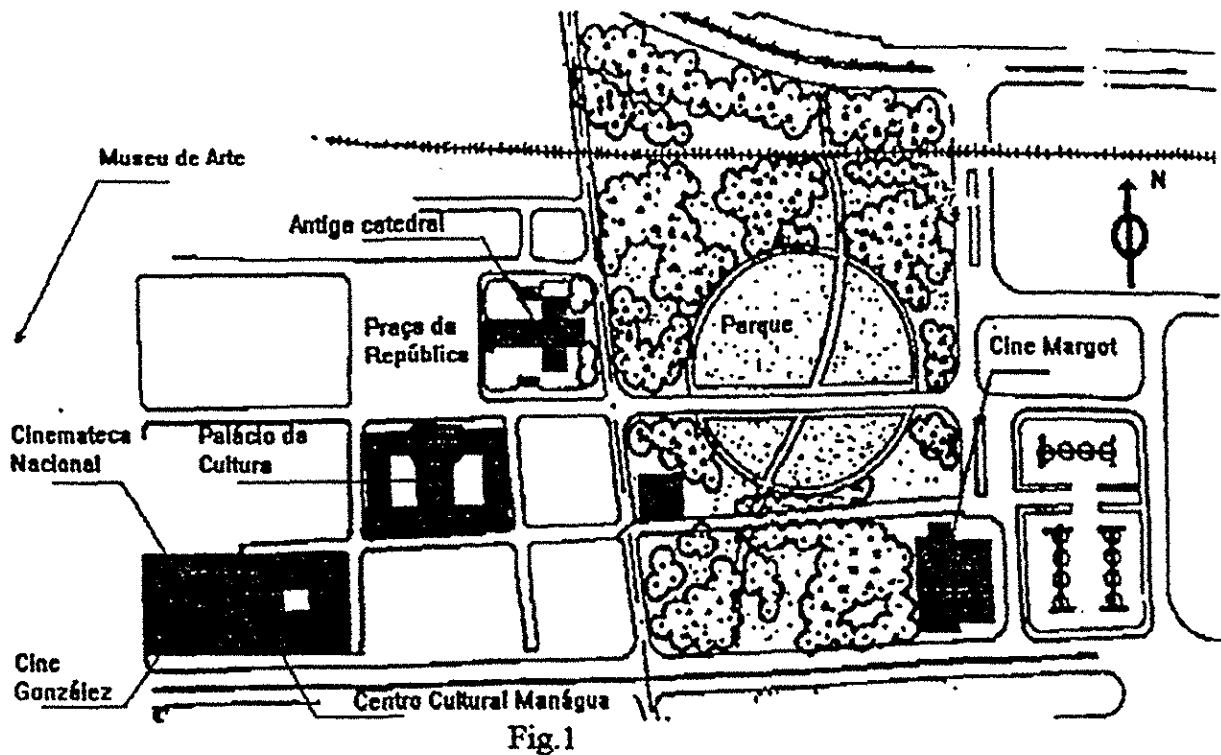 Museu de Arte
N
Antiga catedral
Praça da
República
Parque
Cine Margot
Cinemateca
Nacional
Palácio da
Cultura
Cine
González
Centro Cultural Manágua
Fig.1